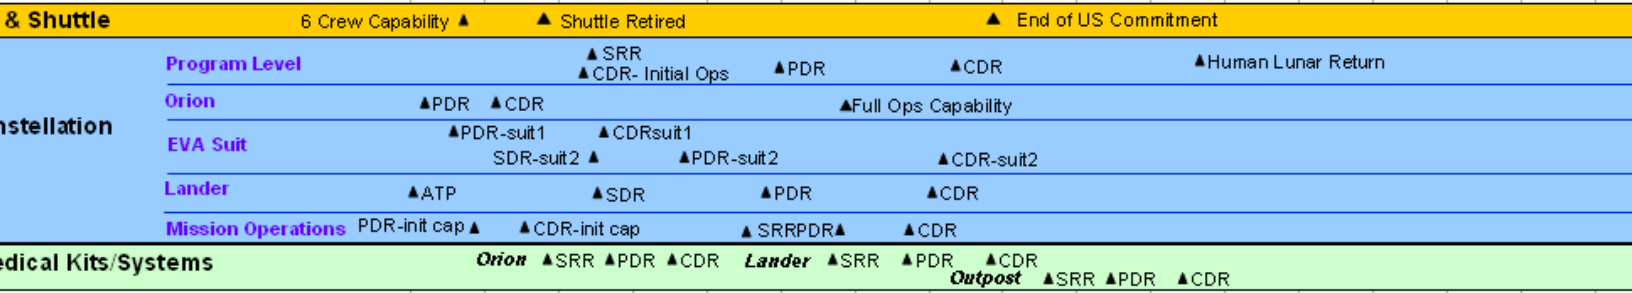 & Shuttle 6 Crew Capability ▲ ▲ Shuttle Retired ▲ End of US Commitment
▲ SRR
Program Level ▲CDR- Initial Ops ▲PDR ▲CDR ▲Human Lunar Return
Orion ▲PDR ▲CDR ▲Full Ops Capability
nstellation
EVA Suit ▲PDR-suit1 ▲CDRsuit1
SDR-suit2 ▲ ▲PDR-suit2 ▲CDR-suit2
Lander ▲ATP ▲SDR ▲PDR ▲CDR
Mission Operations PDR-init cap▲ ▲CDR-init cap ▲ SRRPDR▲ ▲CDR
edical Kits/Systems Orion ▲SRR ▲PDR ▲CDR Lander ▲SRR ▲PDR ▲CDR
Outpost ▲SRR ▲PDR ▲CDR